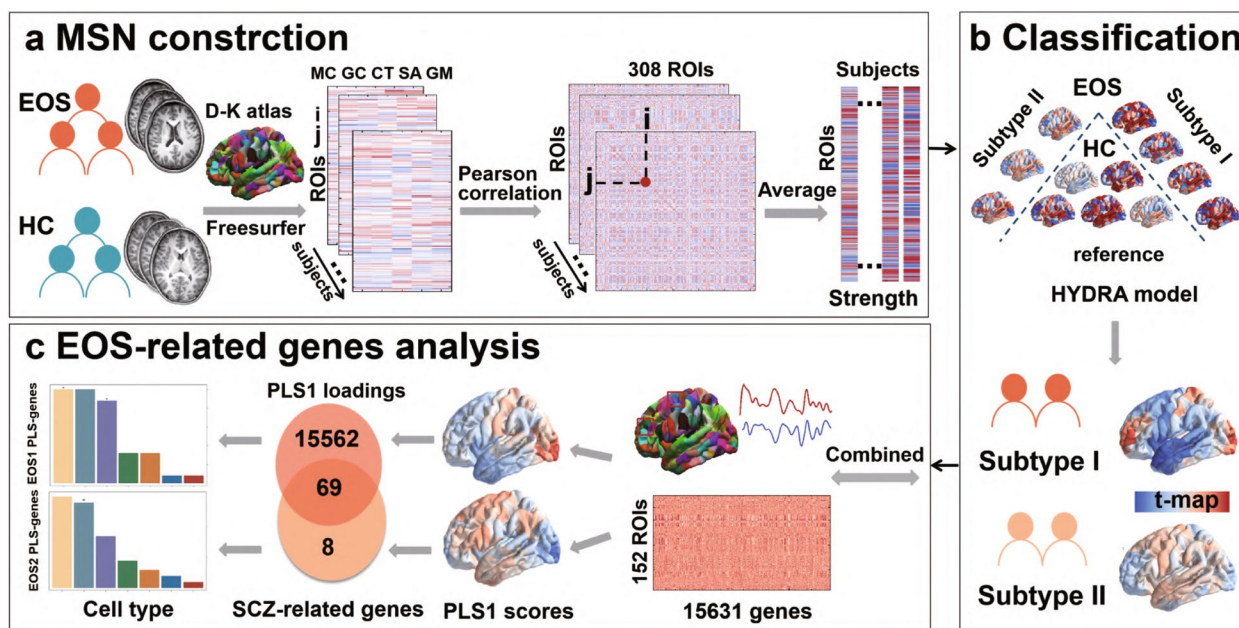 a MSN constrction
EOS
HC
D-K atlas
Freesurfer
MC GC CT SA GM
ROIs
j
i
subjects
Pearson
correlation
308 ROIs
ROIs
i
j
subjects
Average
Subjects
ROIs
Strength
b Classification
EOS
Subtype II
Subtype I
HC
reference
HYDRA model
Subtype I
t-map
Subtype II
c EOS-related genes analysis
EOS1 PLS-genes
EOS2 PLS-genes
Cell type
PLS1 loadings
15562
69
8
SCZ-related genes
PLS1 scores
152 ROIs
15631 genes
Combined